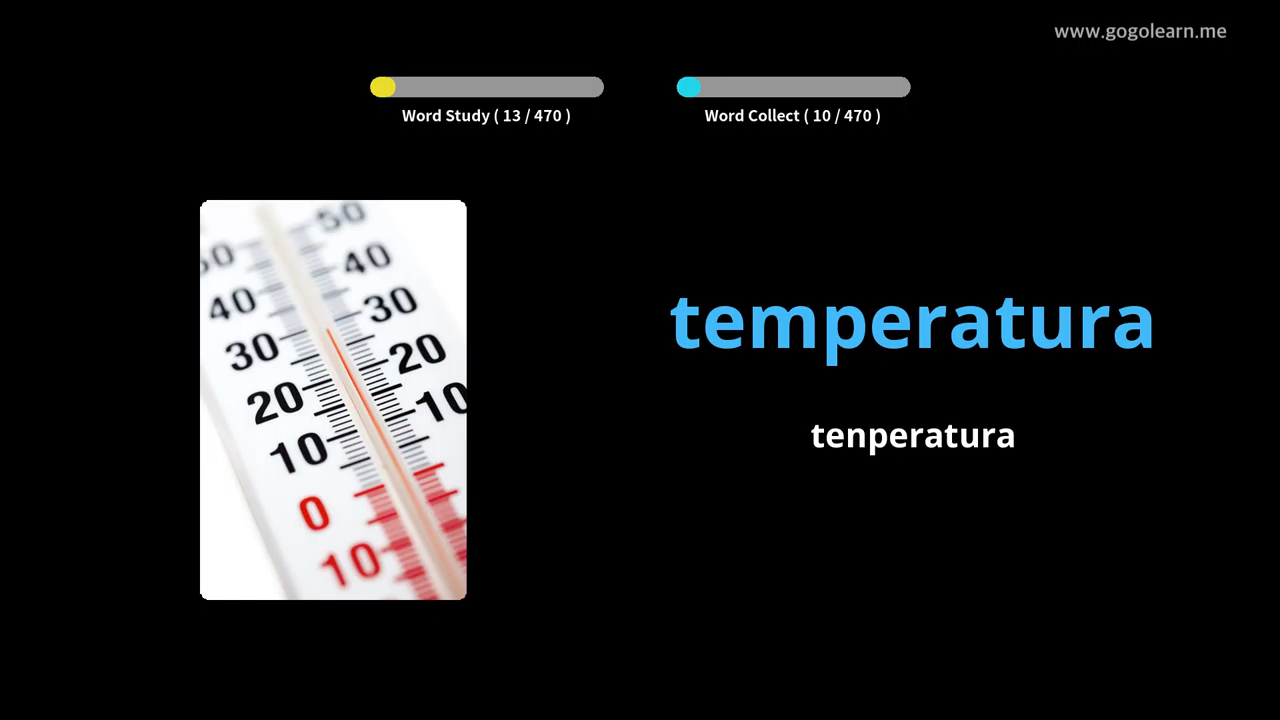 www.gogolearn.me
Word Study ( 13 / 470 )
Word Collect ( 10 / 470 )
50
40
40
30
30
20
20
10
10
0
10
temperatura
tenperatura